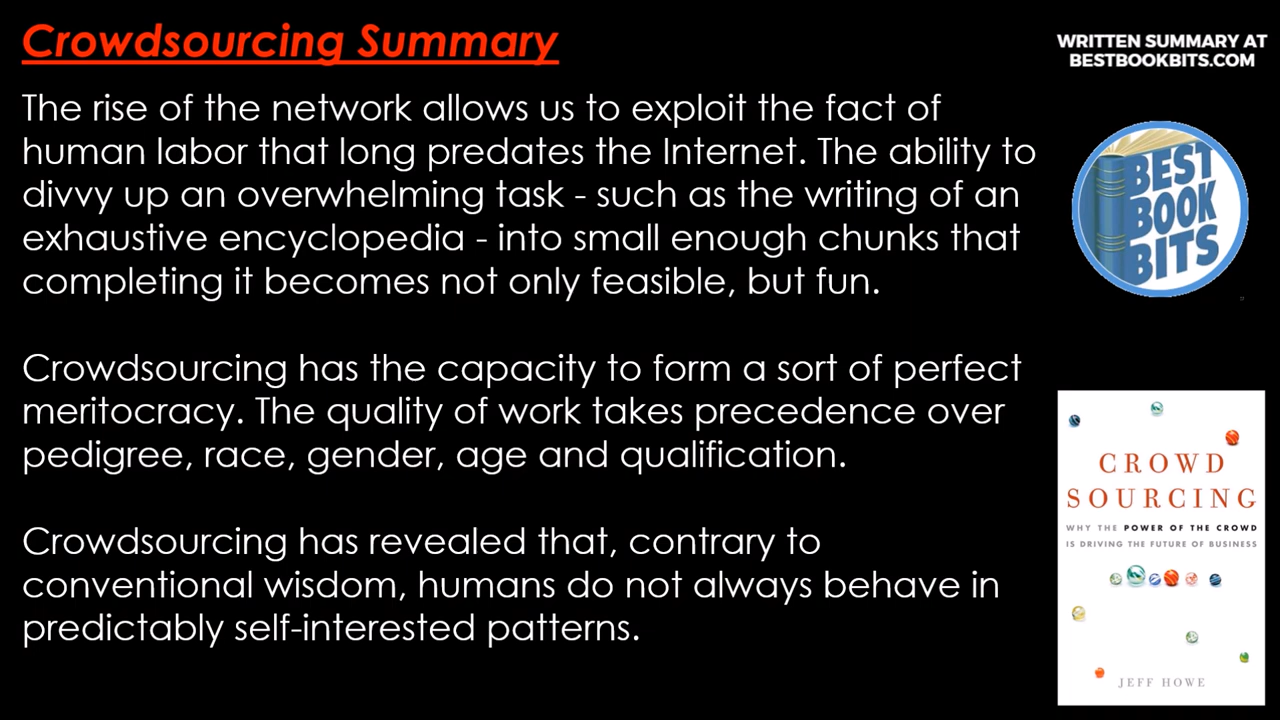 Crowdsourcing Summary
WRITTEN SUMMARY AT
BESTBOOKBITS.COM
The rise of the network allows us to exploit the fact of
human labor that long predates the Internet. The ability to
divvy up an overwhelming task - such as the writing of an
exhaustive encyclopedia - into small enough chunks that
completing it becomes not only feasible, but fun.
Crowdsourcing has the capacity to form a sort of perfect
meritocracy. The quality of work takes precedence over
pedigree, race, gender, age and qualification.
Crowdsourcing has revealed that, contrary to
conventional wisdom, humans do not always behave in
predictably self-interested patterns.
BEST
BOOK
BITS
CROWD
SOURCING
WHY THE POWER OF THE CROWD
IS DRIVING THE FUTURE OF BUSINESS
JEFF HOWE